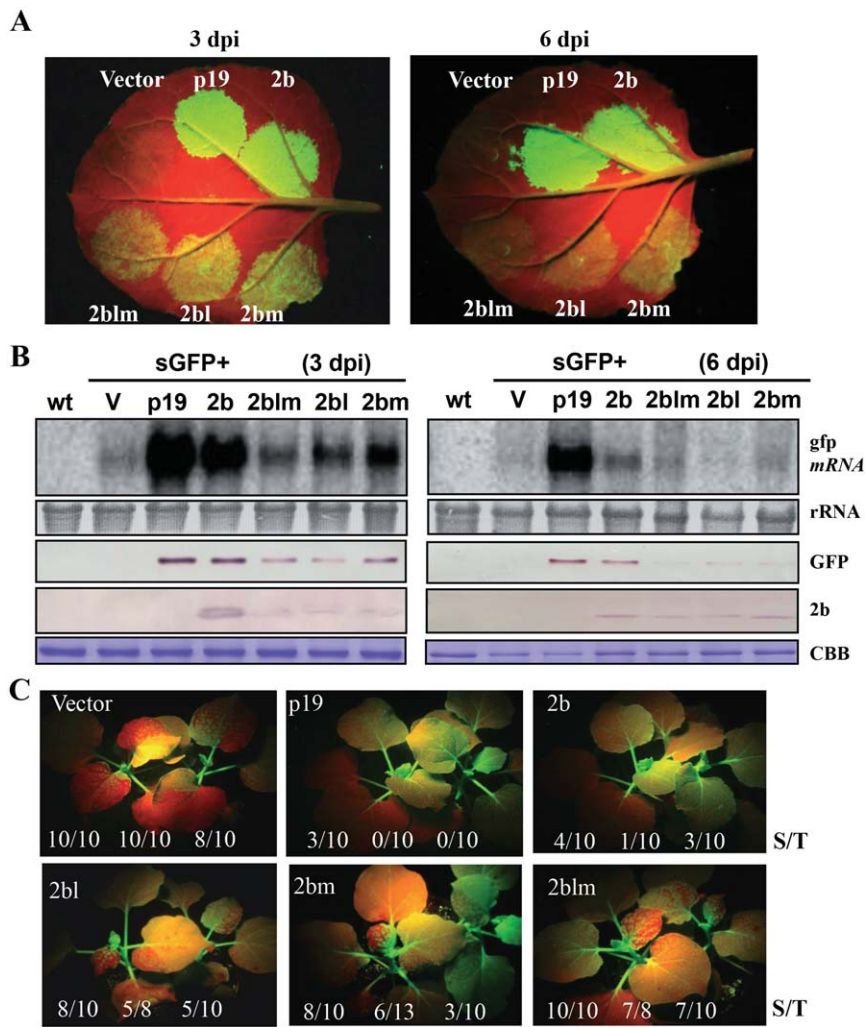 A
3 dpi 6 dpi
Vector p19 2b Vector p19 2b
2blm 2bl 2bm 2blm 2bl 2bm
B
sGFP+ (3 dpi) sGFP+ (6 dpi)
wt V p19 2b 2blm 2bl 2bm wt V p19 2b 2blm 2bl 2bm
gfp
mRNA
rRNA
GFP
2b
CBB
C
Vector p19 2b
10/10 10/10 8/10 3/10 0/10 0/10 4/10 1/10 3/10 S/T
2bl 2bm 2blm
8/10 5/8 5/10 8/10 6/13 3/10 10/10 7/8 7/10 S/T